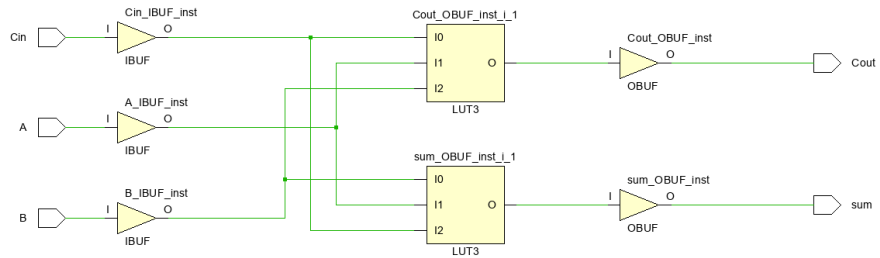 Cin_IBUF_inst
Cin
I
O
IBUF
Cout_OBUF_inst_i_1
I0
I1
I2
O
LUT3
Cout_OBUF_inst
I
O
OBUF
Cout
A_IBUF_inst
A
I
O
IBUF
B_IBUF_inst
B
I
O
IBUF
sum_OBUF_inst_i_1
I0
I1
I2
O
LUT3
sum_OBUF_inst
I
O
OBUF
sum